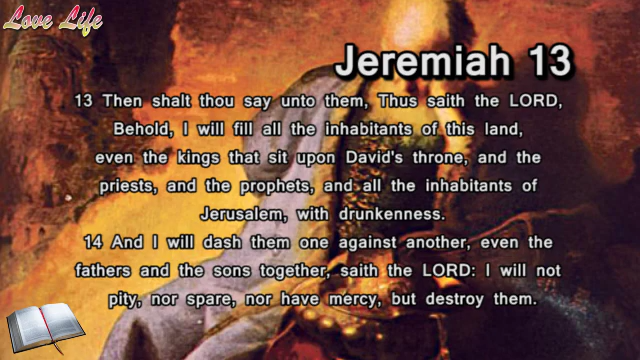 Love Life
Jeremiah 13
13 Then shalt thou say unto them, Thus saith the LORD,
Behold, I will fill all the inhabitants of this land,
even the kings that sit upon David's throne, and the
priests, and the prophets, and all the inhabitants of
Jerusalem, with drunkenness.
14 And I will dash them one against another, even the
fathers and the sons together, saith the LORD: I will not
pity, nor spare, nor have mercy, but destroy them.